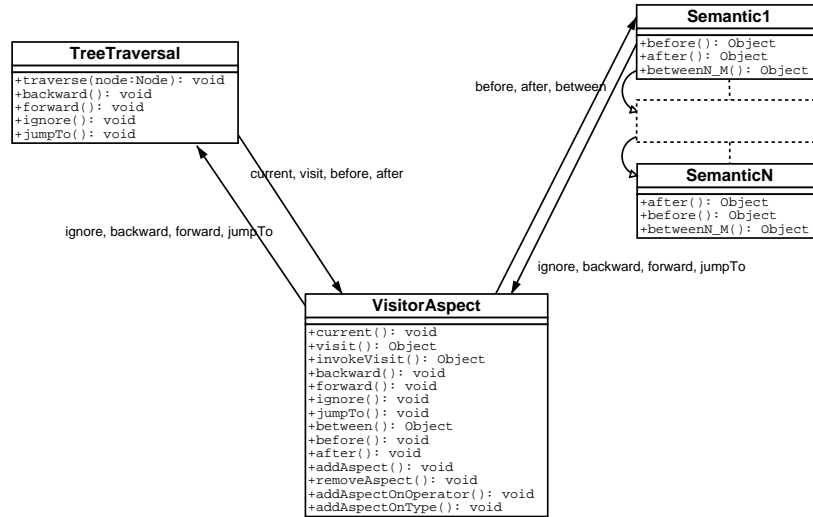 TreeTraversal
+traverse(node:Node): void
+backward(): void
+forward(): void
+ignore(): void
+jumpTo(): void
Semantic1
+before(): Object
+after(): Object
+betweenN_M(): Object
before, after, between
SemanticN
+after(): Object
+before(): Object
+betweenN_M(): Object
current, visit, before, after
ignore, backward, forward, jumpTo
ignore, backward, forward, jumpTo
VisitorAspect
+current(): void
+visit(): Object
+invokeVisit(): Object
+backward(): void
+forward(): void
+ignore(): void
+jumpTo(): void
+between(): Object
+before(): void
+after(): void
+addAspect(): void
+removeAspect(): void
+addAspectOnOperator(): void
+addAspectOnType(): void